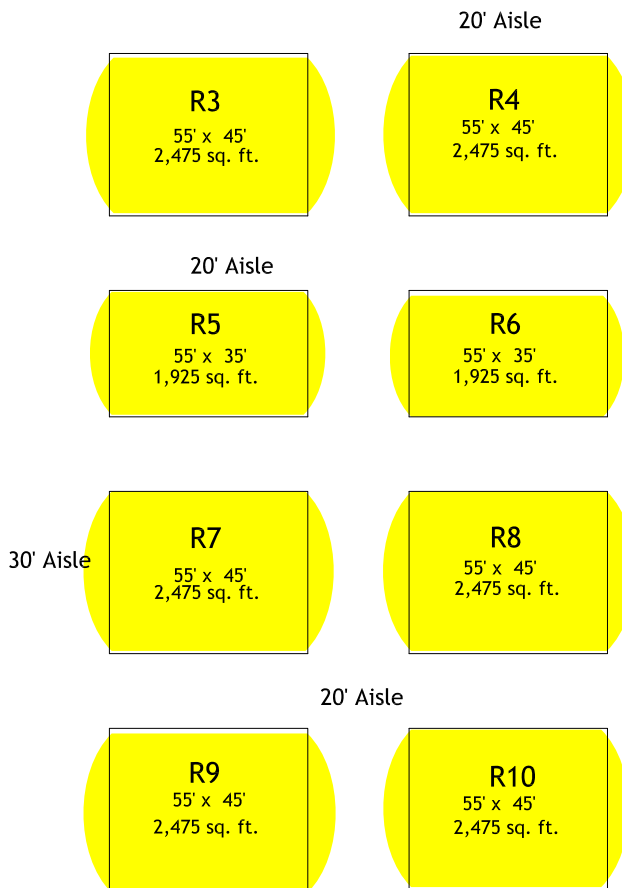 20' Aisle
R3
55' x 45'
2,475 sq. ft.
R4
55' x 45'
2,475 sq. ft.
20' Aisle
R5
55' x 35'
1,925 sq. ft.
R6
55' x 35'
1,925 sq. ft.
30' Aisle
R7
55' x 45'
2,475 sq. ft.
R8
55' x 45'
2,475 sq. ft.
20' Aisle
R9
55' x 45'
2,475 sq. ft.
R10
55' x 45'
2,475 sq. ft.